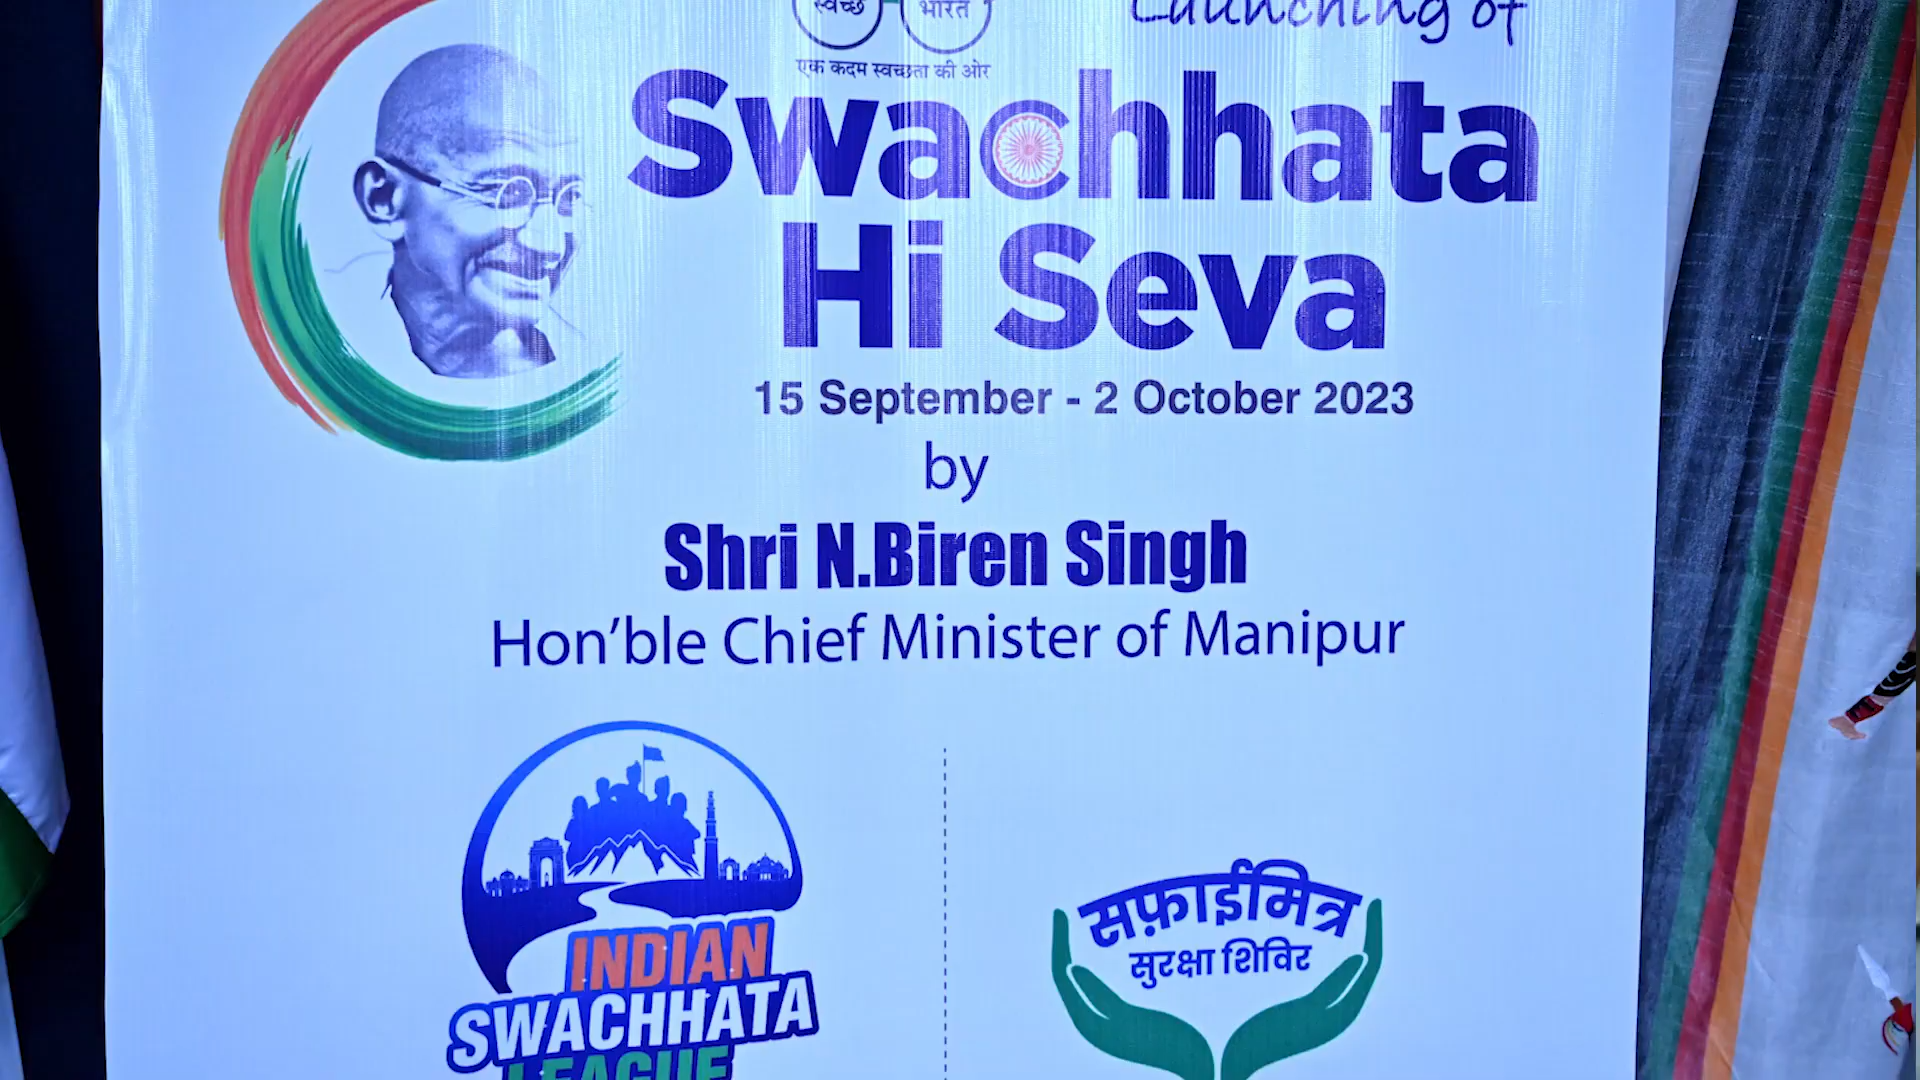 स्वच्छ भारत
Launching of
एक कदम स्वच्छता की ओर
Swachhata
Hi Seva
15 September - 2 October 2023
by
Shri N.Biren Singh
Hon'ble Chief Minister of Manipur
INDIAN
SWACHHATA
LEAGUE
सफ़ाईमित्र
सुरक्षा शिविर